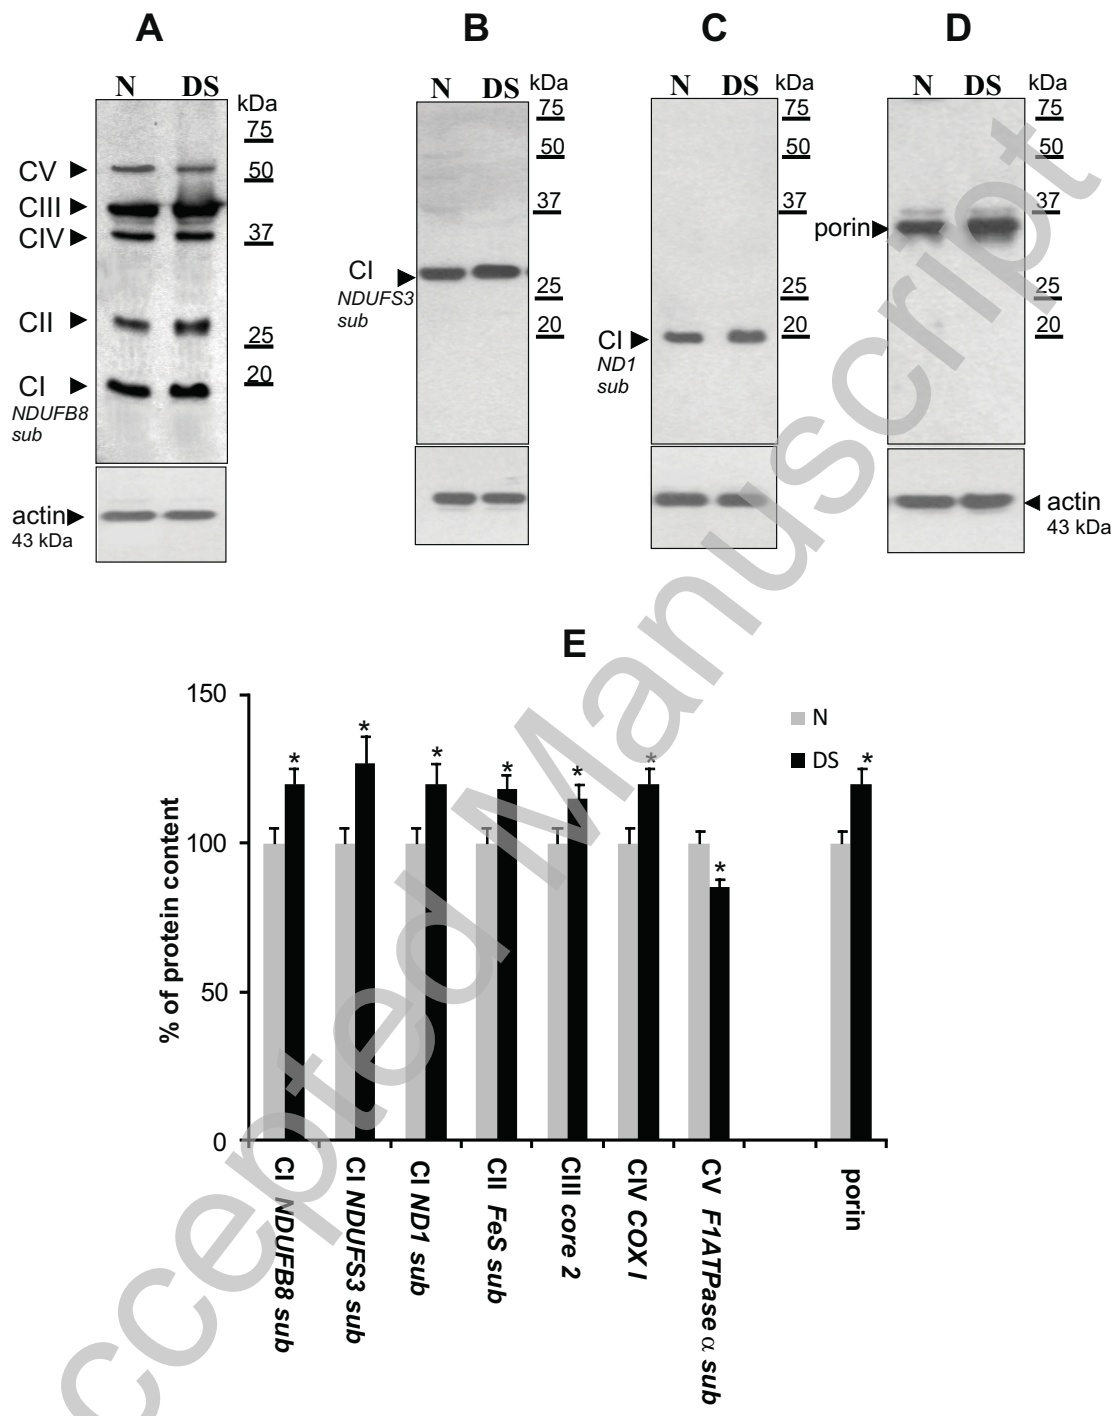 A
N DS
kDa
75
50
37
25
20
CV
CIII
CIV
CII
CI
NDUFB8
sub
actin
43 kDa
B
N DS
kDa
75
50
37
25
20
CI
NDUFS3
sub
C
N DS
kDa
75
50
37
25
20
CI
ND1
sub
D
N DS
kDa
75
50
37
25
20
porin
actin
43 kDa
E
% of protein content
150
100
50
0
N
DS
*
*
*
*
*
*
*
*
CI NDUFB8 sub
CI NDUFS3 sub
CI ND1 sub
CII FeS sub
CIII core 2
CIV COX I
CV F1ATPase α sub
porin
ccepted Manuscript